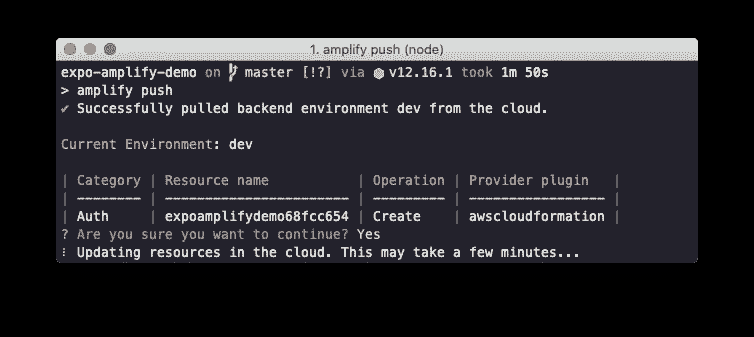 1. amplify push (node)
expo-amplify-demo on master [!?] via ⬢ v12.16.1 took 1m 50s
> amplify push
✔ Successfully pulled backend environment dev from the cloud.
Current Environment: dev
| Category | Resource name | Operation | Provider plugin |
| -------- | ----------------------- | --------- | ----------------- |
| Auth | expoamplifydemo68fcc654 | Create | awscloudformation |
? Are you sure you want to continue? Yes
⠇ Updating resources in the cloud. This may take a few minutes...